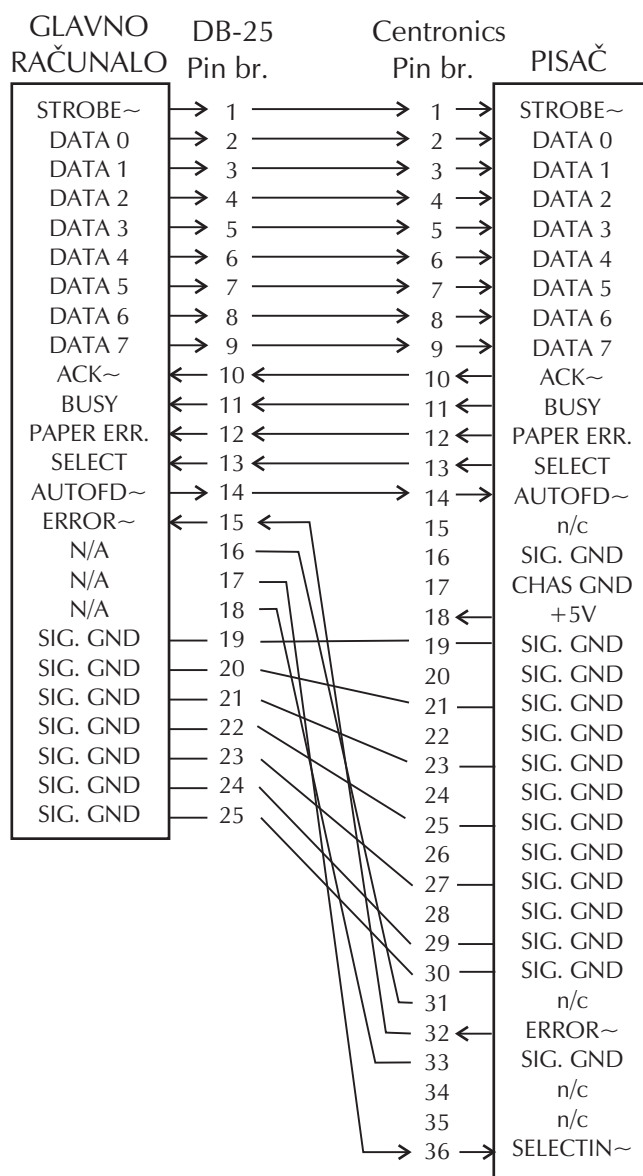 GLAVNO DB-25 Centronics
RAČUNALO Pin br. Pin br. PISAČ
STROBE~ 1 1 STROBE~
DATA 0 2 2 DATA 0
DATA 1 3 3 DATA 1
DATA 2 4 4 DATA 2
DATA 3 5 5 DATA 3
DATA 4 6 6 DATA 4
DATA 5 7 7 DATA 5
DATA 6 8 8 DATA 6
DATA 7 9 9 DATA 7
ACK~ 10 10 ACK~
BUSY 11 11 BUSY
PAPER ERR. 12 12 PAPER ERR.
SELECT 13 13 SELECT
AUTOFD~ 14 14 AUTOFD~
ERROR~ 15 15 n/c
N/A 16 16 SIG. GND
N/A 17 17 CHAS GND
N/A 18 18 +5V
SIG. GND 19 19 SIG. GND
SIG. GND 20 20 SIG. GND
SIG. GND 21 21 SIG. GND
SIG. GND 22 22 SIG. GND
SIG. GND 23 23 SIG. GND
SIG. GND 24 24 SIG. GND
SIG. GND 25 25 SIG. GND
26 SIG. GND
27 SIG. GND
28 SIG. GND
29 SIG. GND
30 SIG. GND
31 n/c
32 ERROR~
33 SIG. GND
34 n/c
35 n/c
36 SELECTIN~